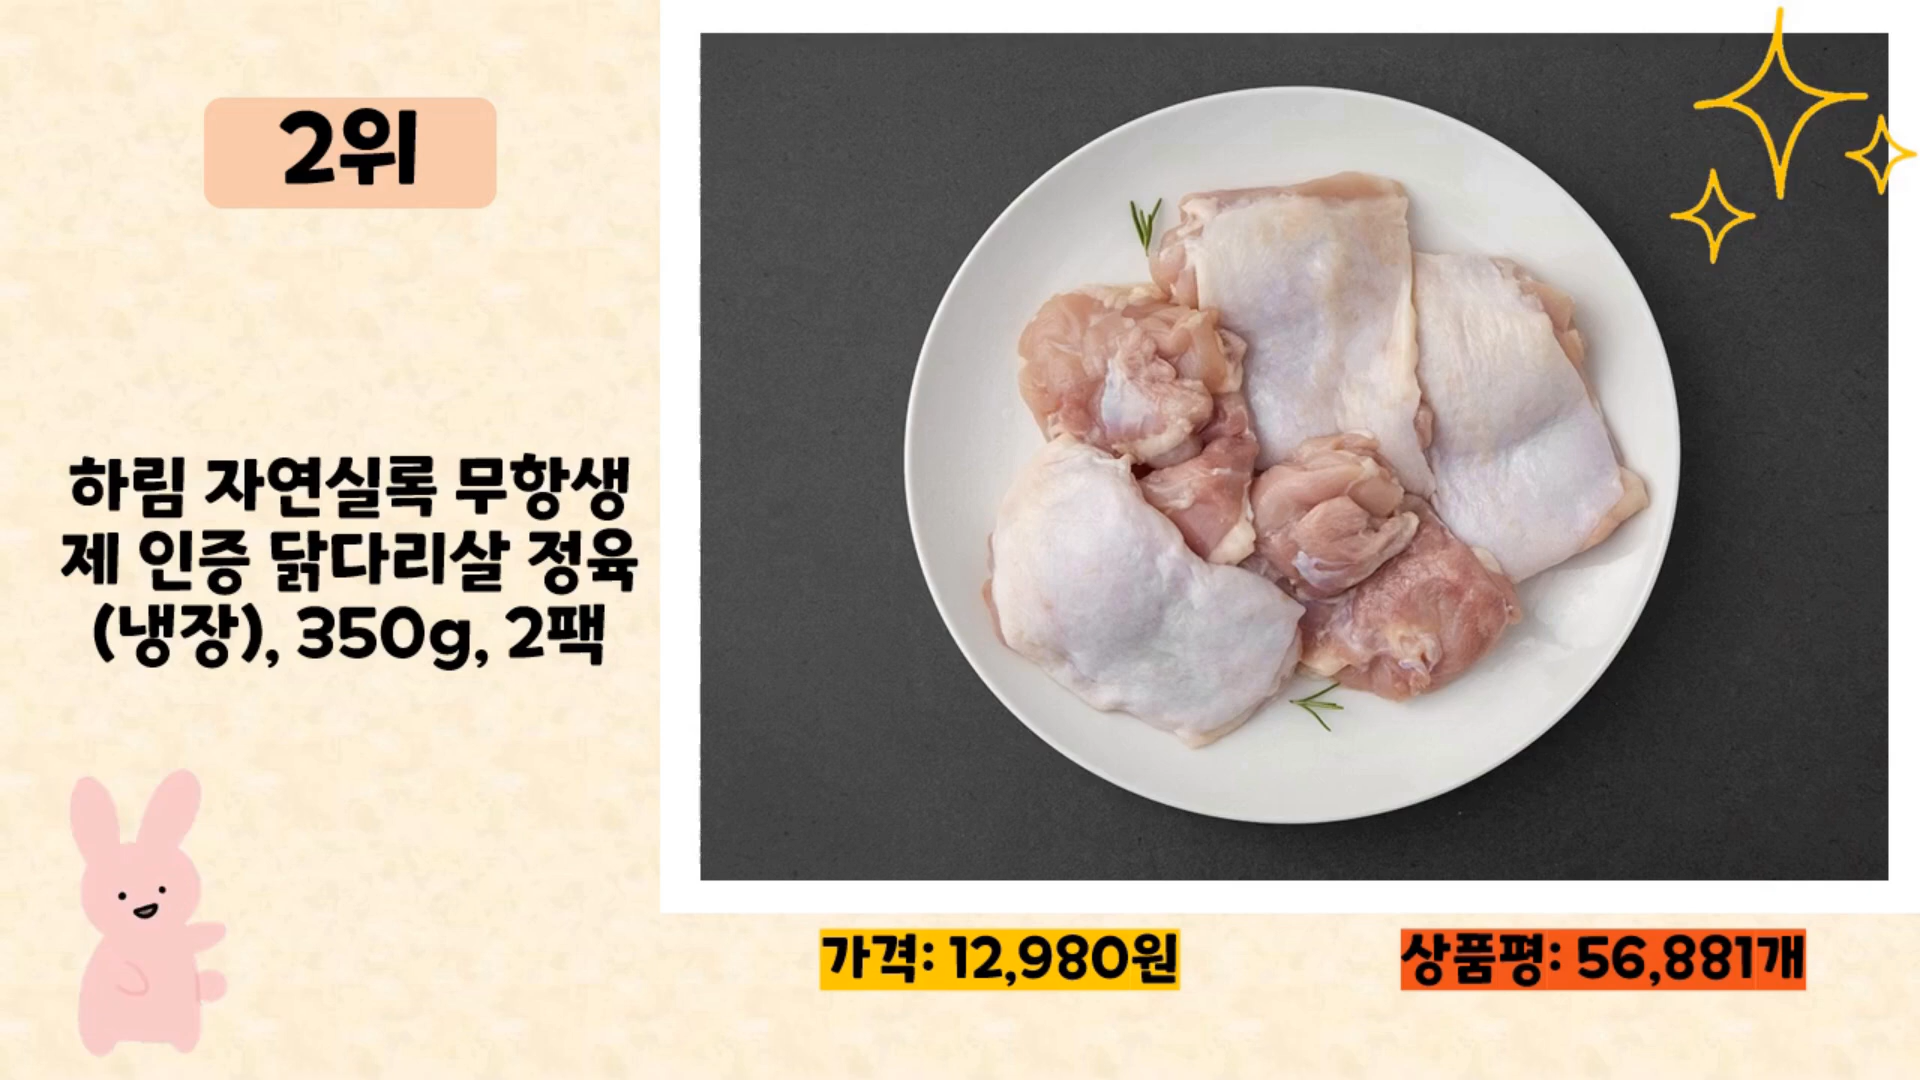 2위
하림 자연실록 무항생
제 인증 닭다리살 정육
(냉장), 350g, 2팩
가격: 12,980원
상품평: 56,881개